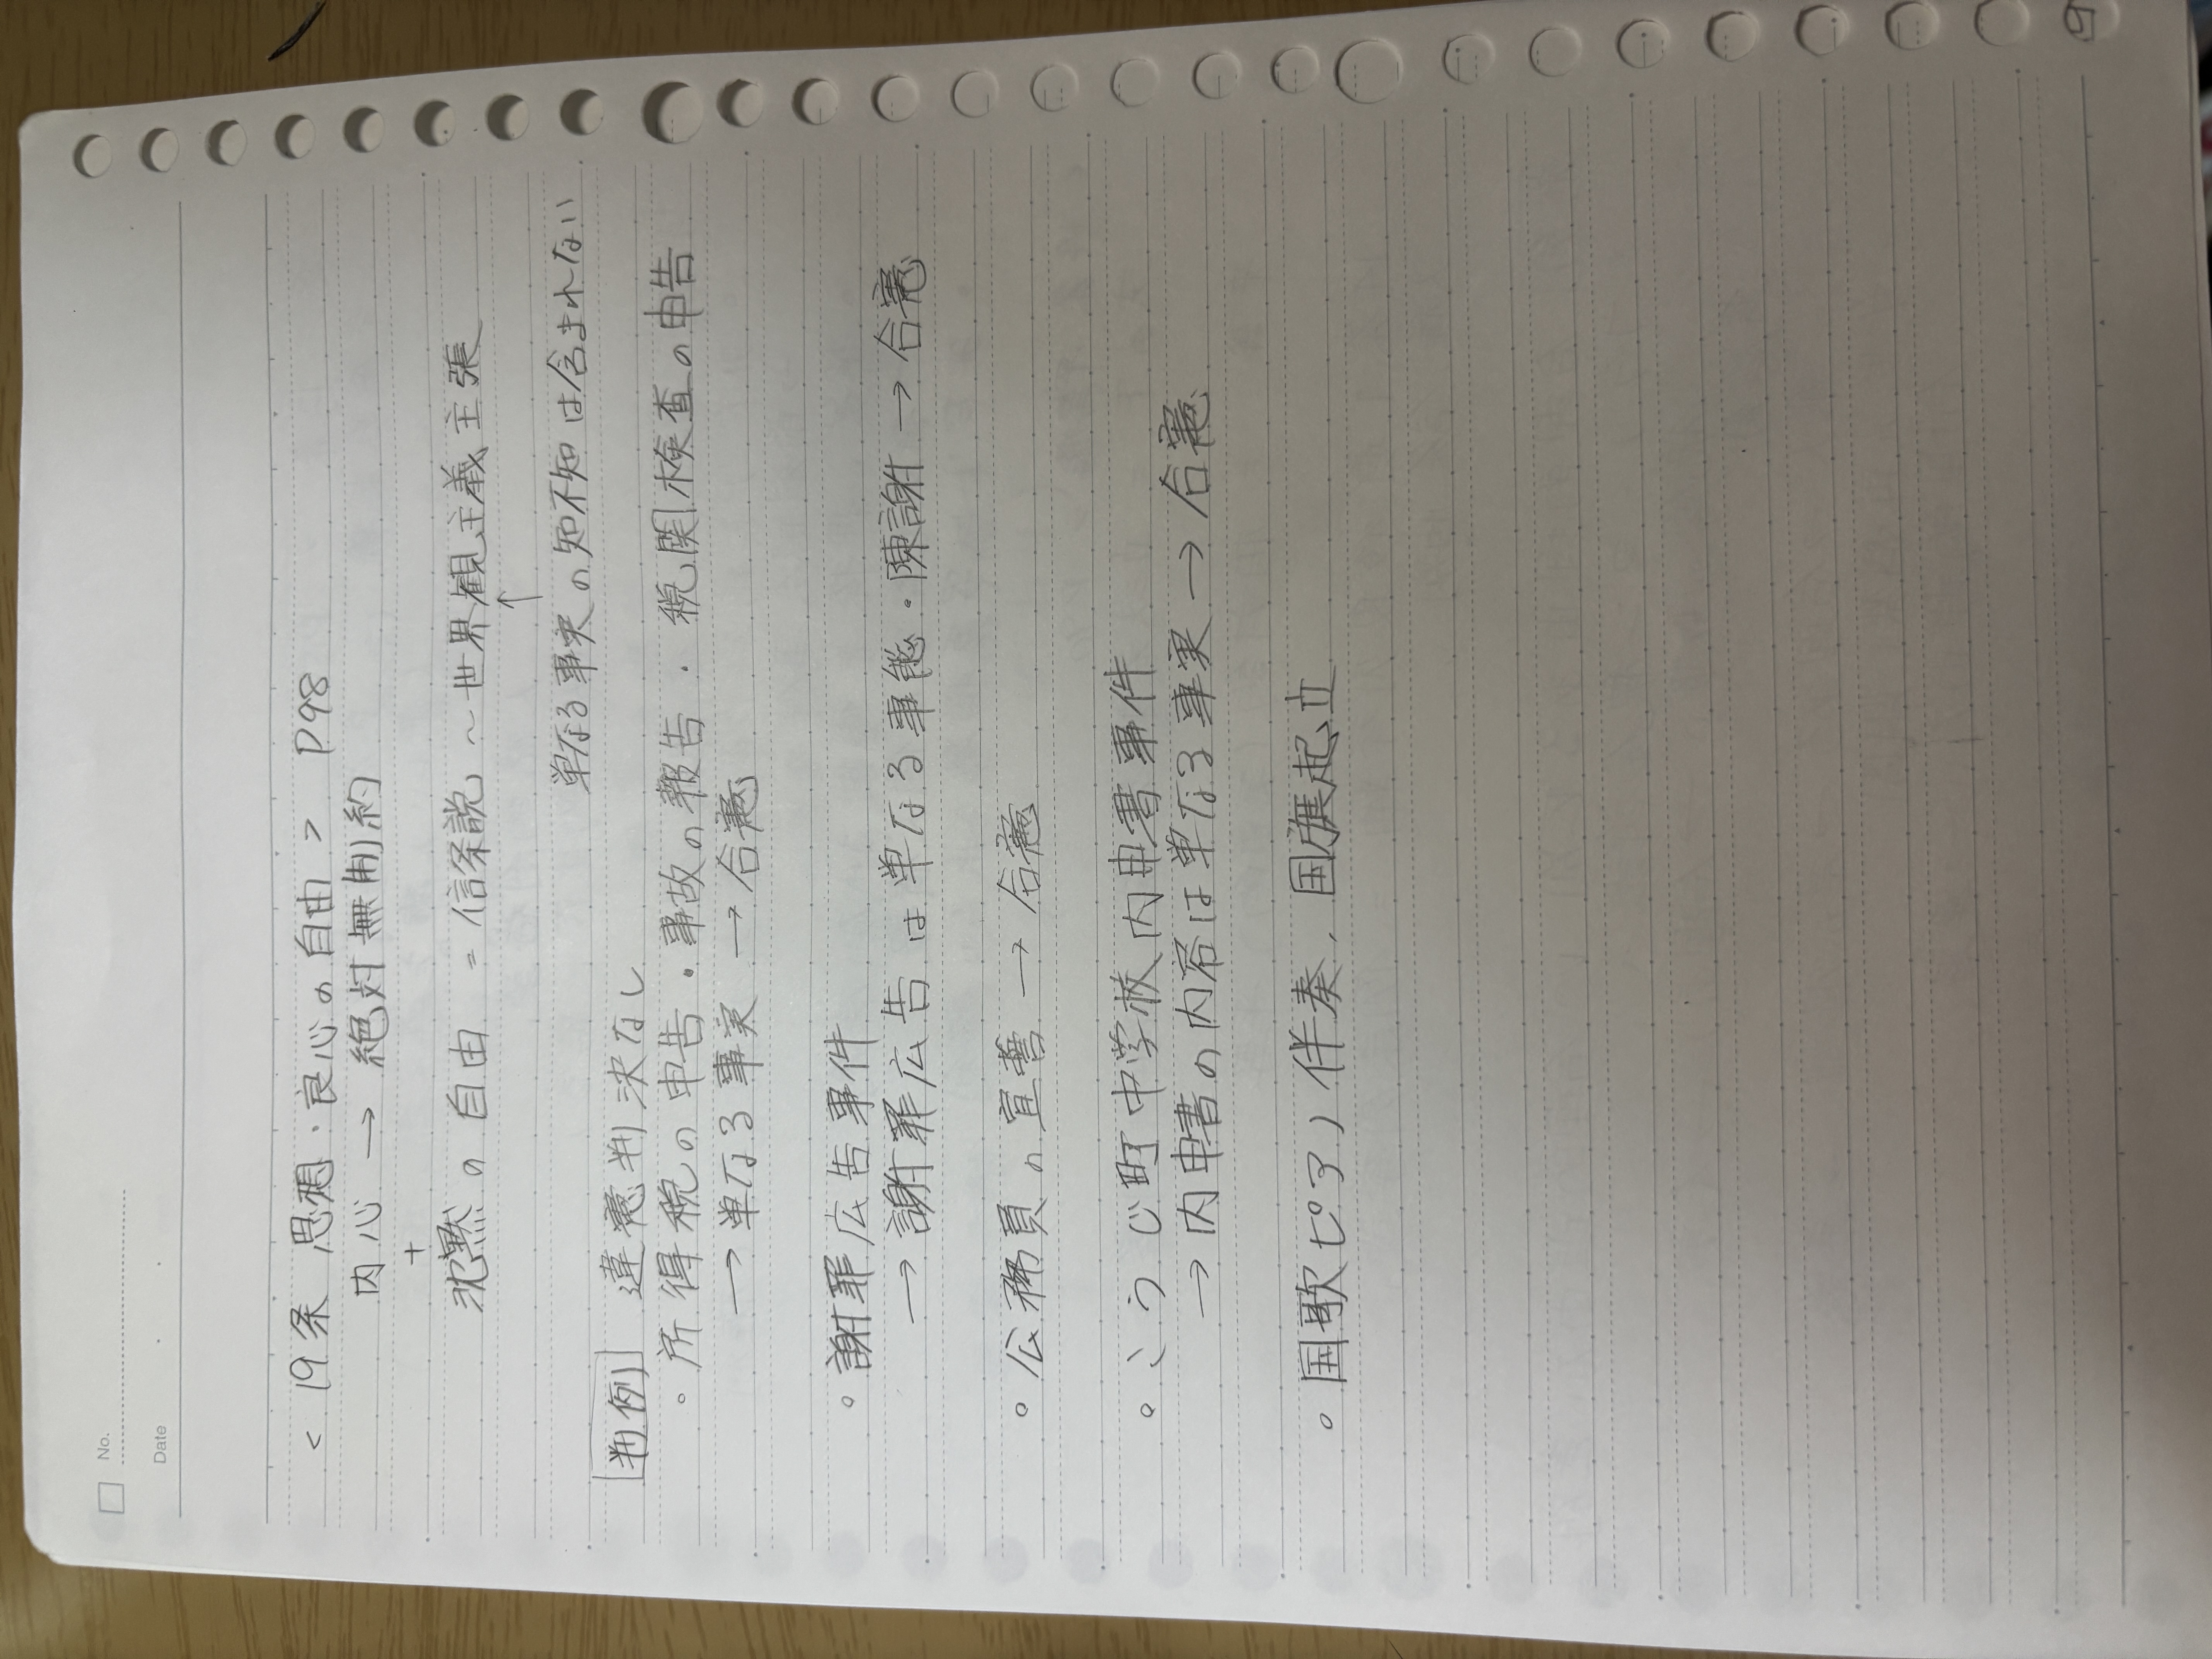 No.
Date
< 19条 思想・良心の自由 > P98
内心 → 絶対無制約
+
沈黙の自由 = 信条説 ~ 世界観主義主張
↑
単なる事実の知不知は含まれない
判例 違憲判決なし
。所得税の申告・事故の報告・税関検査の申告
→ 単なる事実 → 合憲
。謝罪広告事件
→ 謝罪広告は単なる事態・陳謝 → 合憲
。公務員の宣誓 → 合憲
。こうじ町中学校内申書事件
→ 内申書の内容は単なる事実 → 合憲
。国歌ピアノ伴奏、国旗起立